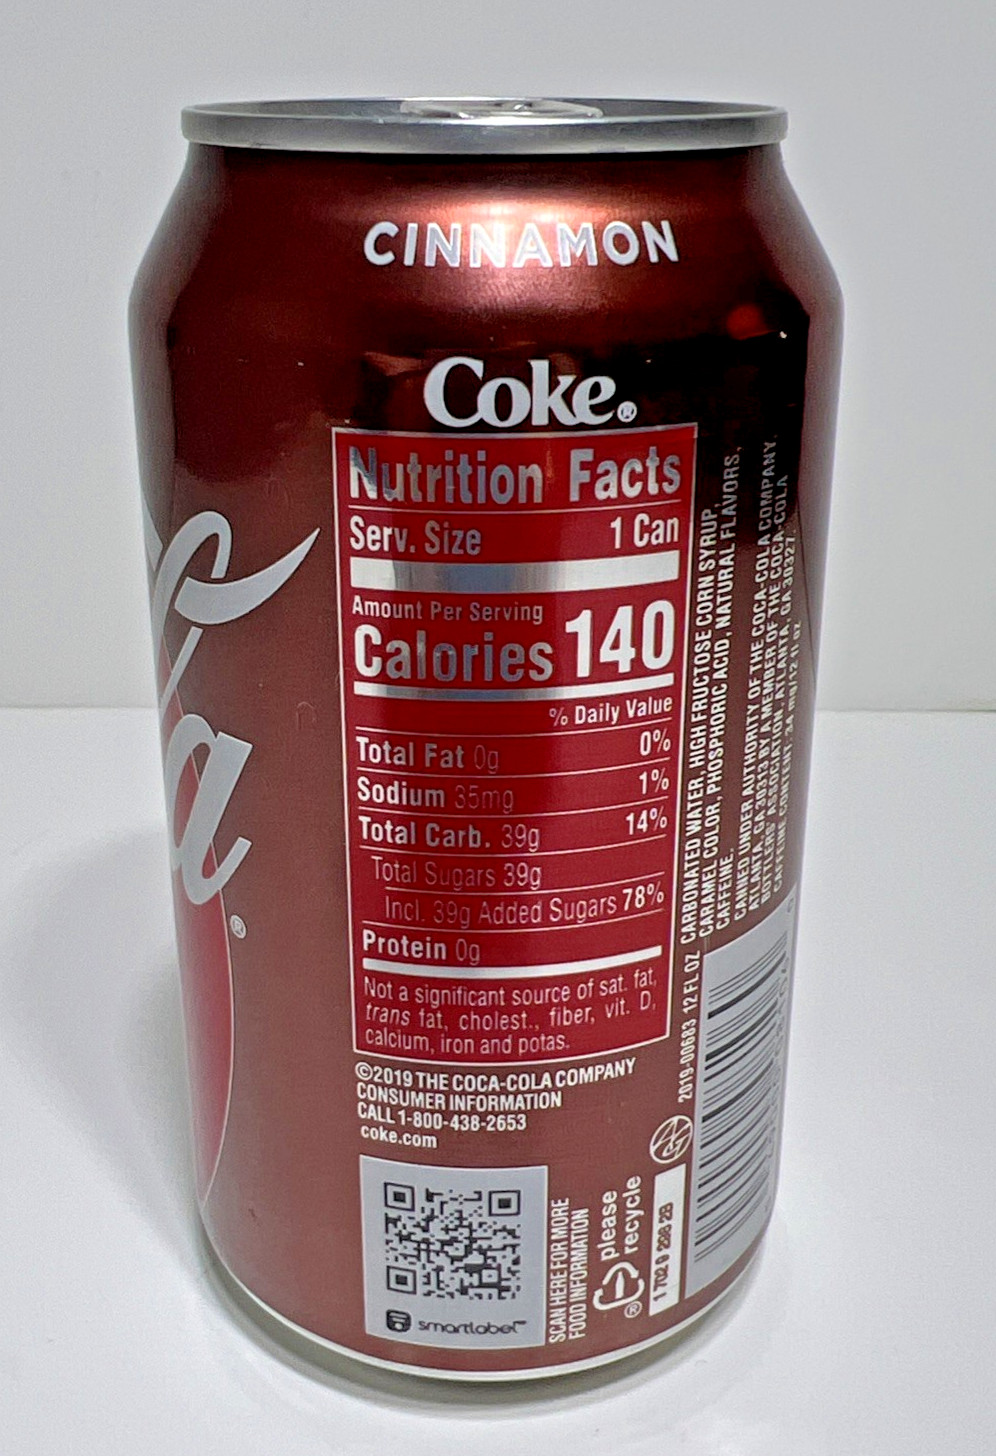 CINNAMON
Coke®
Nutrition Facts
Serv. Size 1 Can
Amount Per Serving
Calories 140
% Daily Value
Total Fat 0g 0%
Sodium 35mg 1%
Total Carb. 39g 14%
Total Sugars 39g
Incl. 39g Added Sugars 78%
Protein 0g
Not a significant source of sat. fat,
trans fat, cholest., fiber, vit. D,
calcium, iron and potas.
©2019 THE COCA-COLA COMPANY
CONSUMER INFORMATION
CALL 1-800-438-2653
coke.com
smartlabel™
SCAN HERE FOR MORE
FOOD INFORMATION
please
recycle
®
2019-00683 12 FL OZ
CARBONATED WATER, HIGH FRUCTOSE CORN SYRUP,
CARAMEL COLOR, PHOSPHORIC ACID, NATURAL FLAVORS,
CAFFEINE.
CANNED UNDER AUTHORITY OF THE COCA-COLA COMPANY,
ATLANTA, GA 30313 BY A MEMBER OF THE COCA-COLA
BOTTLERS' ASSOCIATION, ATLANTA, GA 30327.
CAFFEINE CONTENT: 34 mg/12 fl oz
la
®